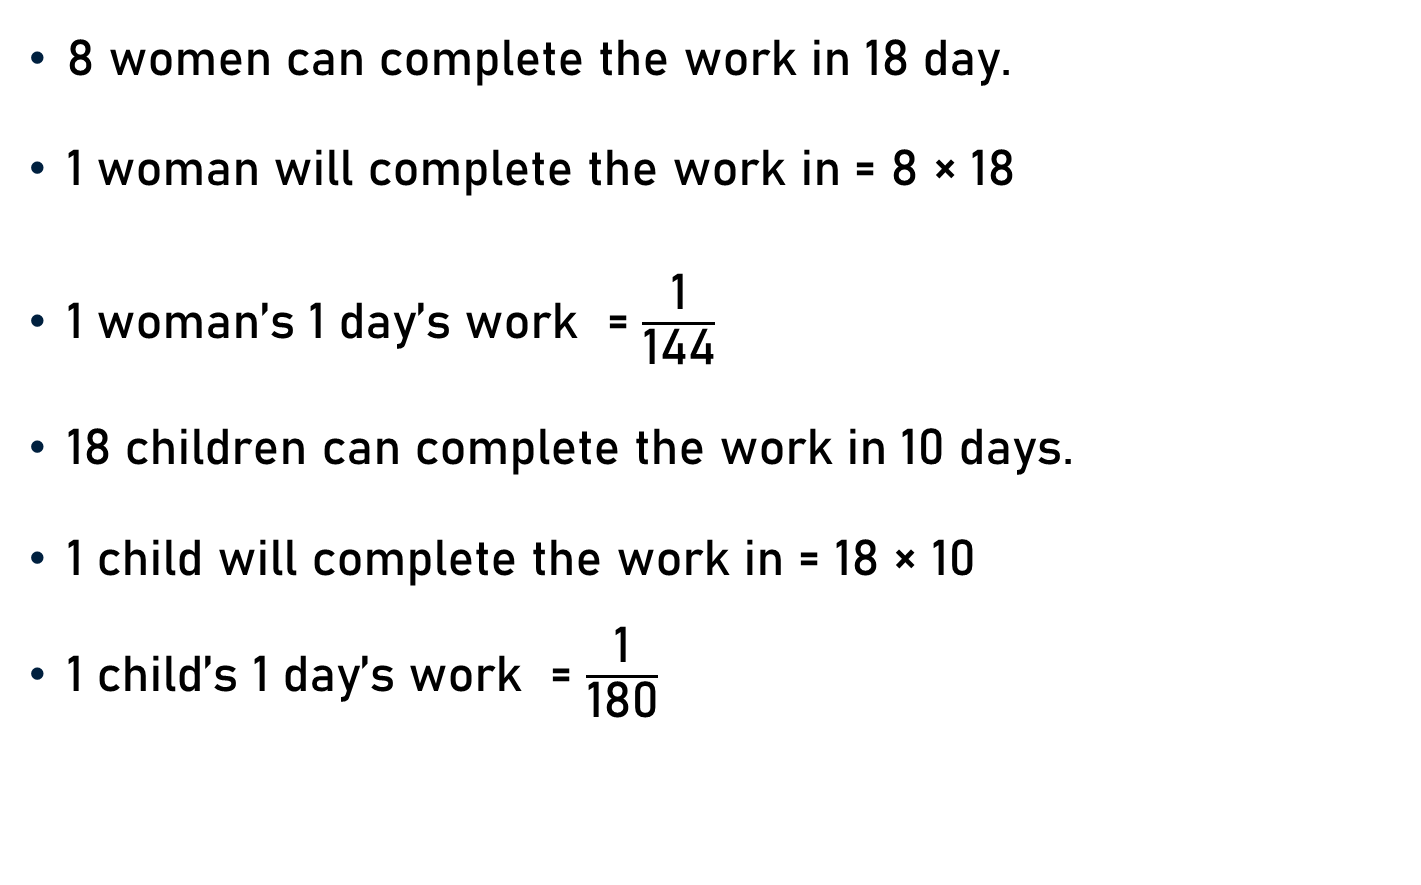 • 8 women can complete the work in 18 day.
• 1 woman will complete the work in = 8 × 18
• 1 woman’s 1 day’s work = 1/144
• 18 children can complete the work in 10 days.
• 1 child will complete the work in = 18 × 10
• 1 child’s 1 day’s work = 1/180